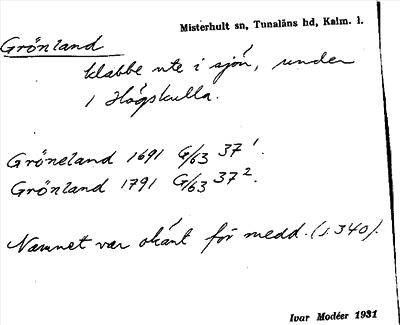 Misterhult sn, Tunaläns hd, Kalm. l.
Grönland
klabbe ute i sjön, under
1 Högskulla.
Gröneland 1691 G/63 37¹.
Grönland 1791 G/63 37².
Namnet var okänt för medd. (s. 340).
Ivar Modéer 1931